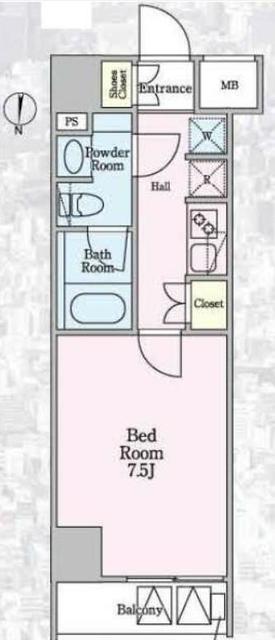 Shoes
Closet
Entrance
MB
N
PS
W
Powder
Room
Hall
R
Bath
Room
Closet
Bed
Room
7.5J
Balcony